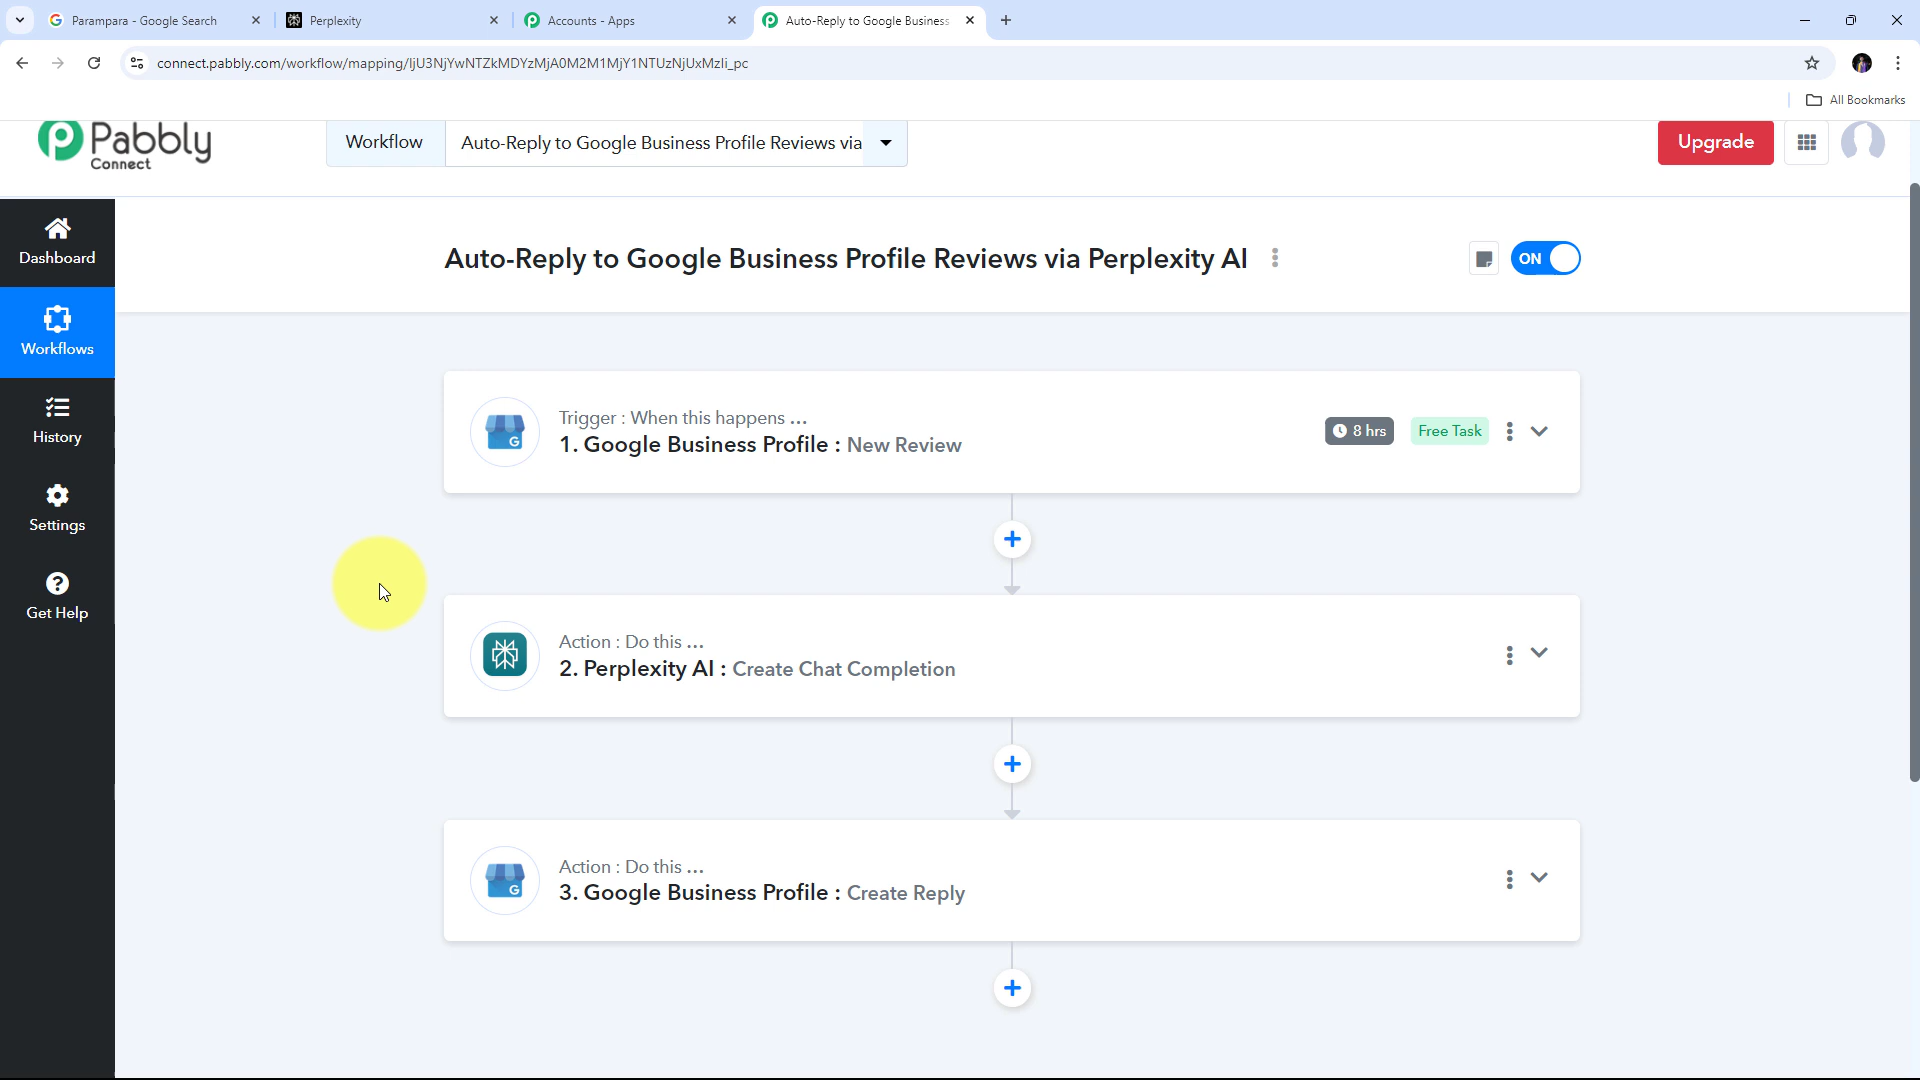 Parampara - Google Search
Perplexity
Accounts - Apps
Auto-Reply to Google Business
connect.pabbly.com/workflow/mapping/IjU3NjYwNTZkMDYzMjA0M2M1MjY1NTUzNjUxMzIi_pc
All Bookmarks
Pabbly
Connect
Workflow
Auto-Reply to Google Business Profile Reviews via
Upgrade
Dashboard
Workflows
History
Settings
Get Help
Auto-Reply to Google Business Profile Reviews via Perplexity AI
ON
Trigger : When this happens ...
1. Google Business Profile : New Review
8 hrs
Free Task
Action : Do this ...
2. Perplexity AI : Create Chat Completion
Action : Do this ...
3. Google Business Profile : Create Reply